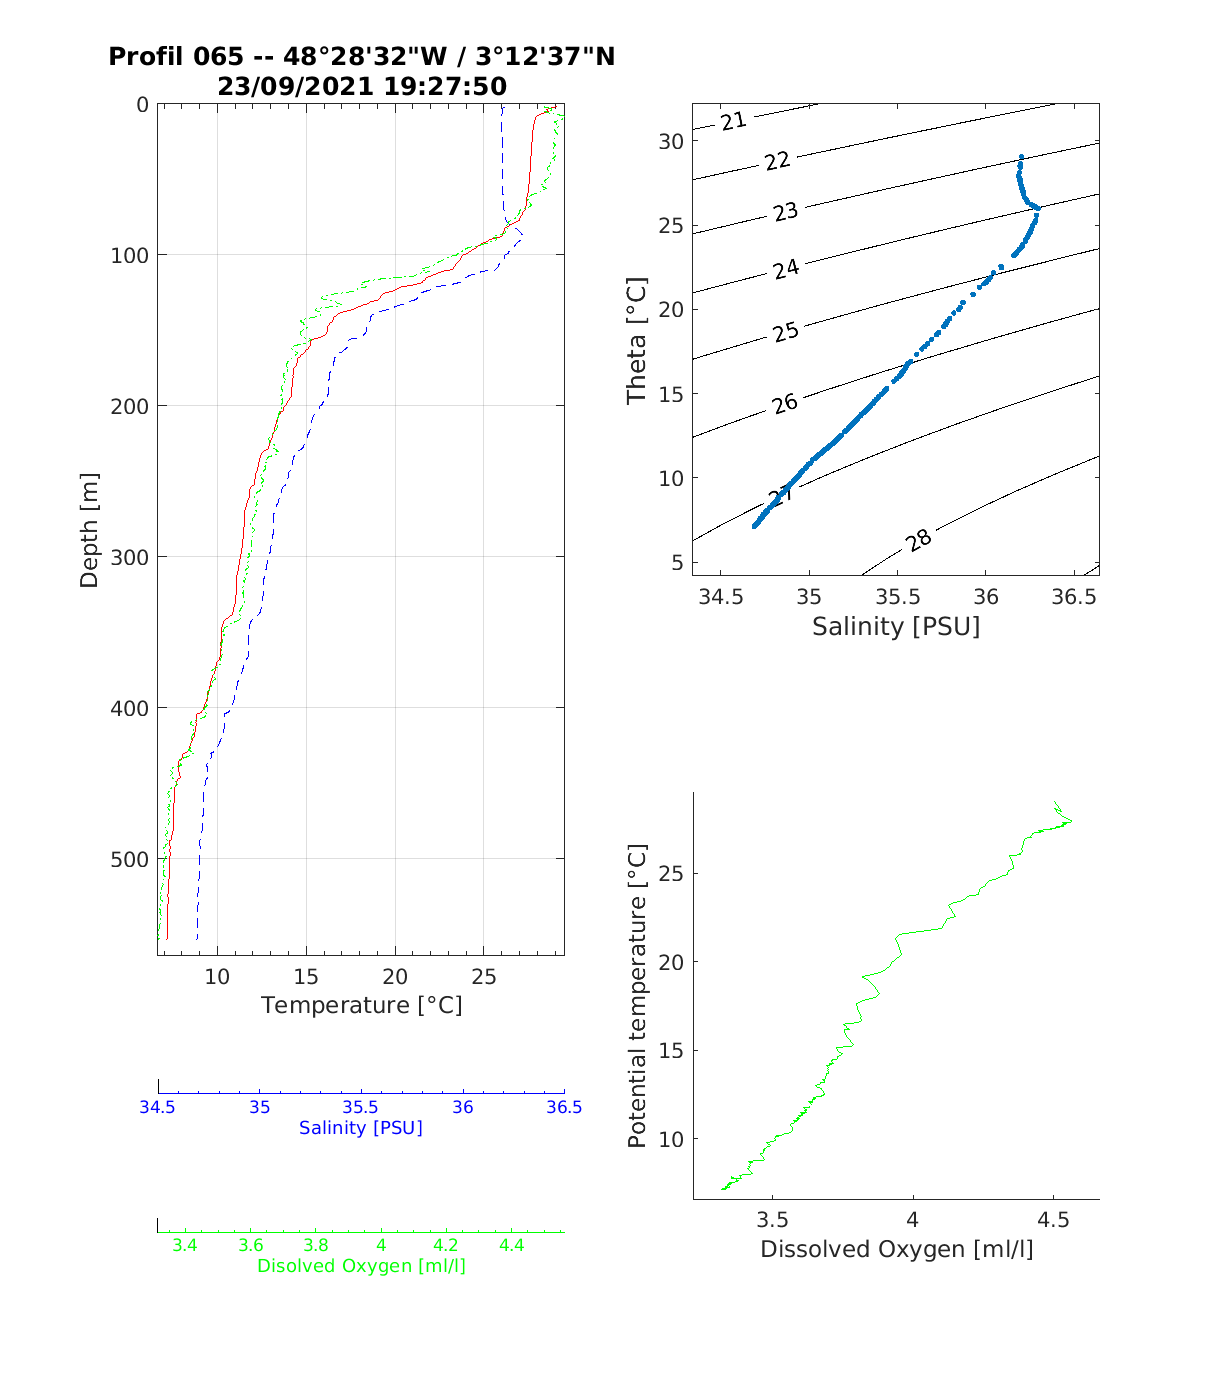 Profil 065 -- 48°28'32"W / 3°12'37"N
23/09/2021 19:27:50
0
100
200
300
400
500
Depth [m]
10 15 20 25
Temperature [°C]
34.5 35 35.5 36 36.5
Salinity [PSU]
3.4 3.6 3.8 4 4.2 4.4
Disolved Oxygen [ml/l]
21
22
23
24
25
26
27
28
30
25
20
15
10
5
Theta [°C]
34.5 35 35.5 36 36.5
Salinity [PSU]
25
20
15
10
Potential temperature [°C]
3.5 4 4.5
Dissolved Oxygen [ml/l]